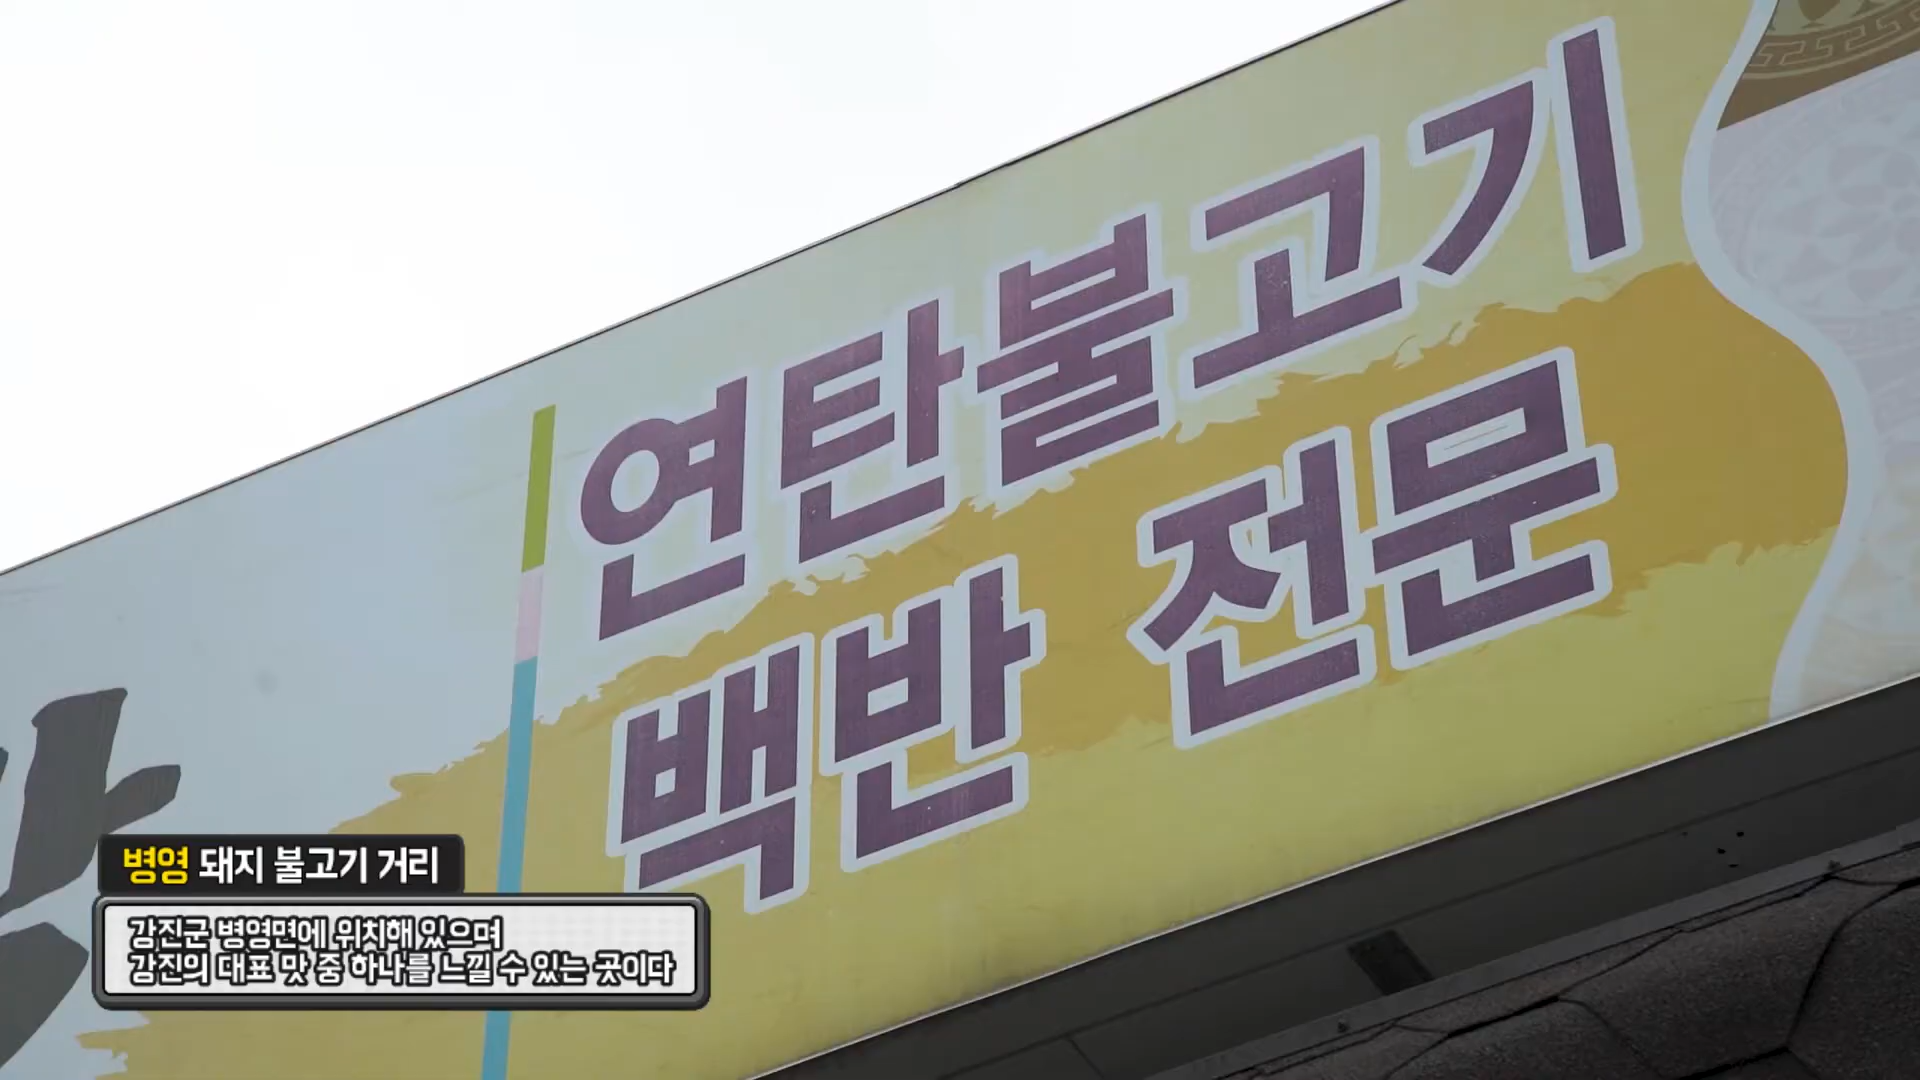 연탄불고기
백반 전문
병영 돼지 불고기 거리
강진군 병영면에 위치해 있으며
강진의 대표 맛 중 하나를 느낄 수 있는 곳이다